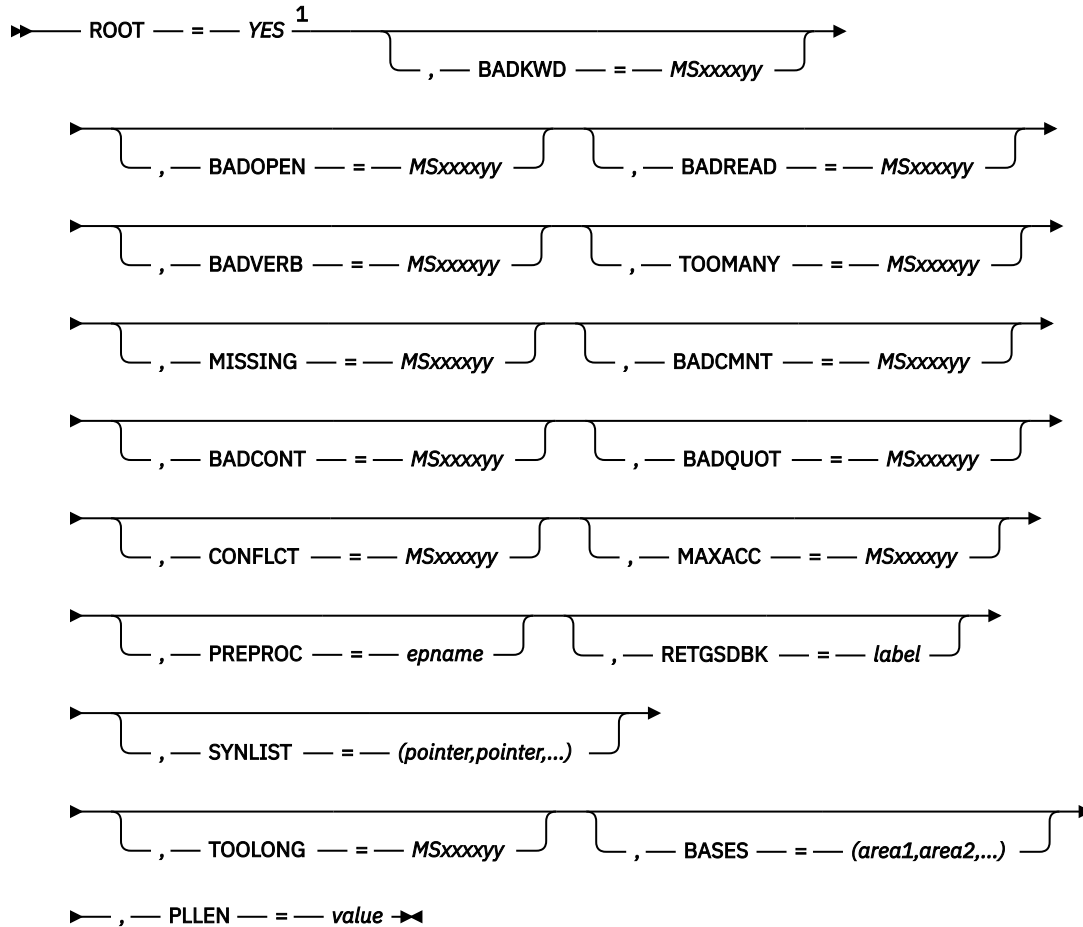 ROOT = YES 1
, BADKWD = MSxxxxyy
, BADOPEN = MSxxxxyy , BADREAD = MSxxxxyy
, BADVERB = MSxxxxyy , TOOMANY = MSxxxxyy
, MISSING = MSxxxxyy , BADCMNT = MSxxxxyy
, BADCONT = MSxxxxyy , BADQUOT = MSxxxxyy
, CONFLCT = MSxxxxyy , MAXACC = MSxxxxyy
, PREPROC = epname , RETGSDBK = label
, SYNLIST = (pointer,pointer,...)
, TOOLONG = MSxxxxyy , BASES = (area1,area2,...)
, PLLEN = value